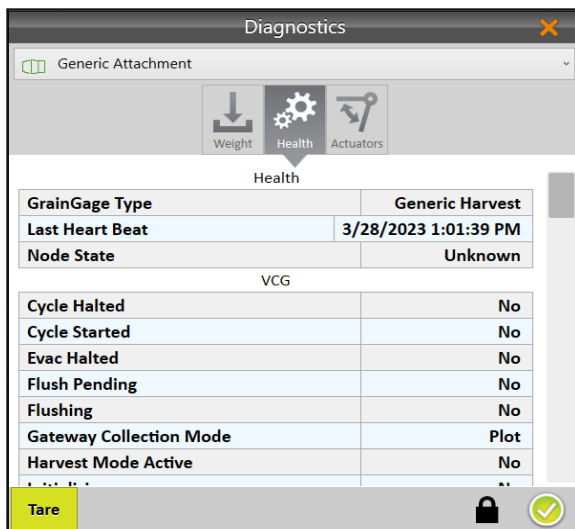 Diagnostics
Generic Attachment
Weight Health Actuators
Health
GrainGage Type Generic Harvest
Last Heart Beat 3/28/2023 1:01:39 PM
Node State Unknown
VCG
Cycle Halted No
Cycle Started No
Evac Halted No
Flush Pending No
Flushing No
Gateway Collection Mode Plot
Harvest Mode Active No
Tare